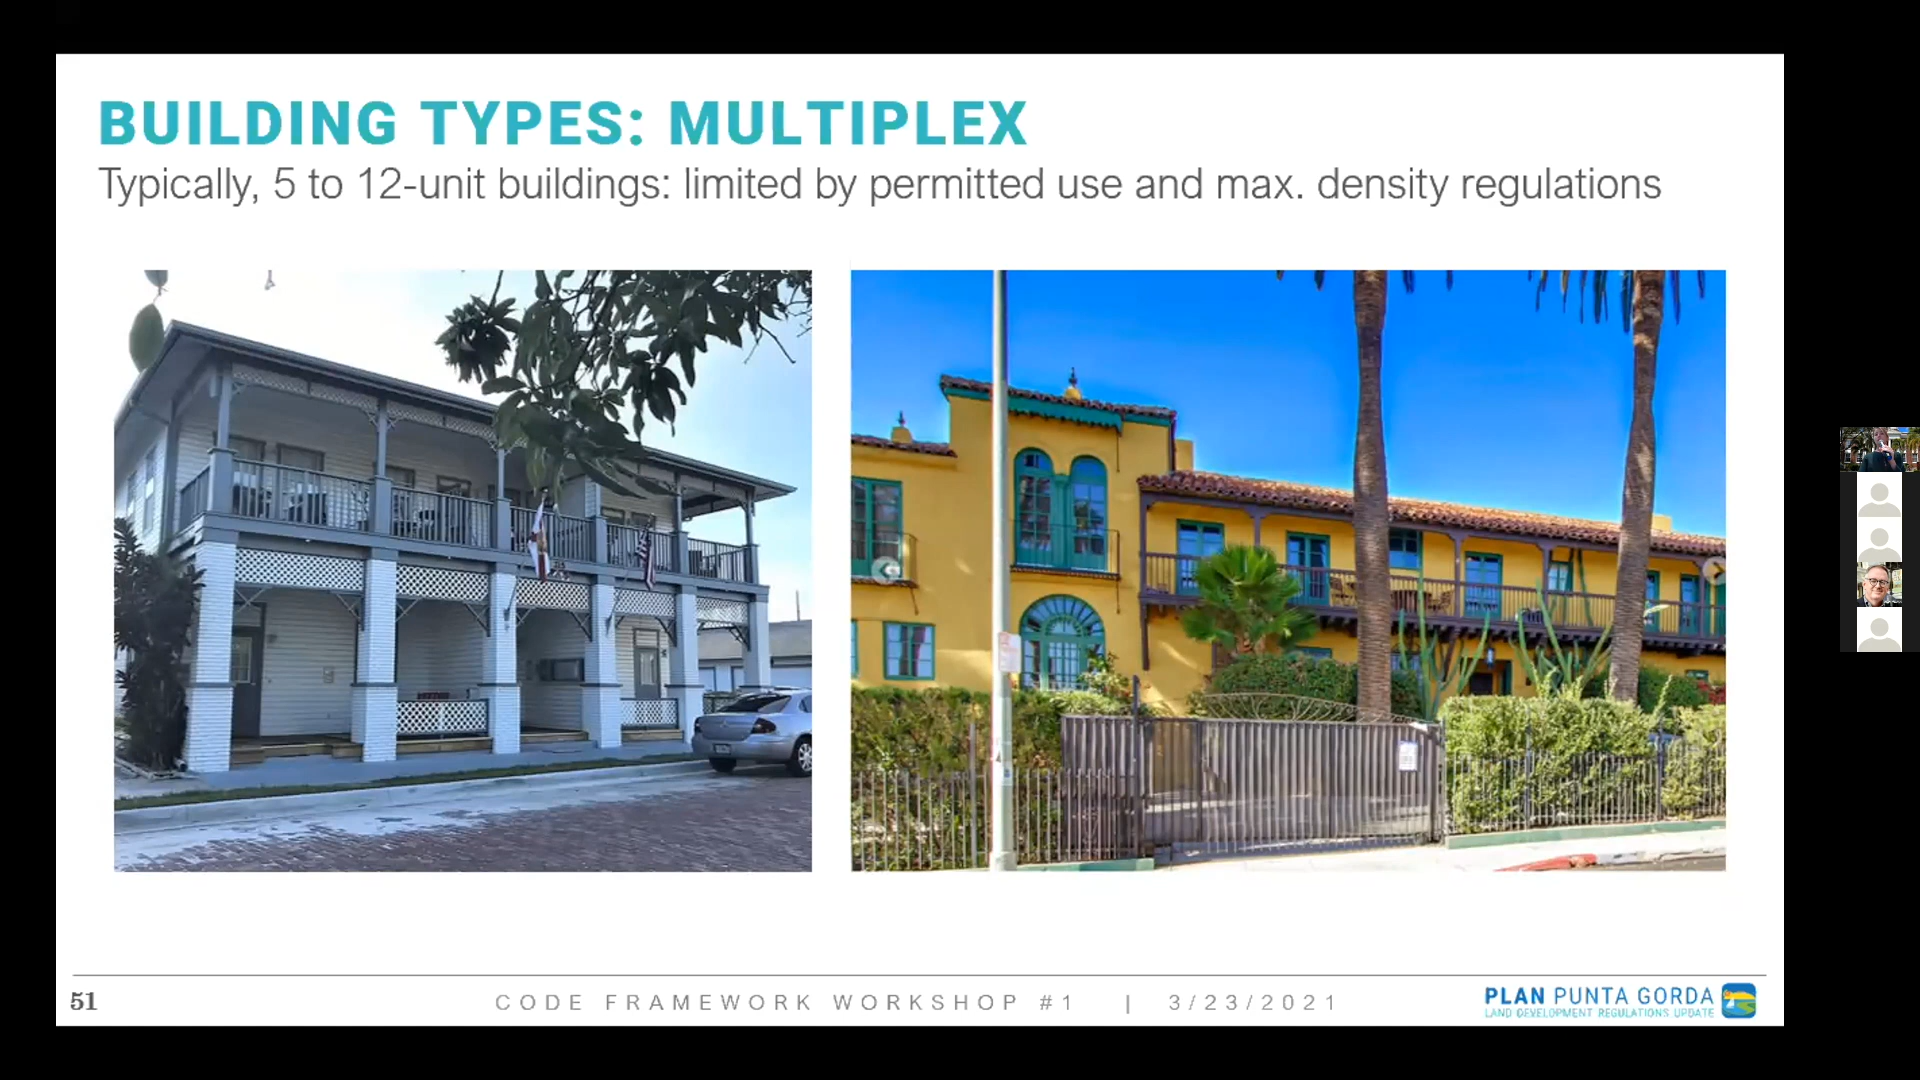 BUILDING TYPES: MULTIPLEX
Typically, 5 to 12-unit buildings: limited by permitted use and max. density regulations
51
CODE FRAMEWORK WORKSHOP #1 | 3/23/2021
PLAN PUNTA GORDA
LAND DEVELOPMENT REGULATIONS UPDATE